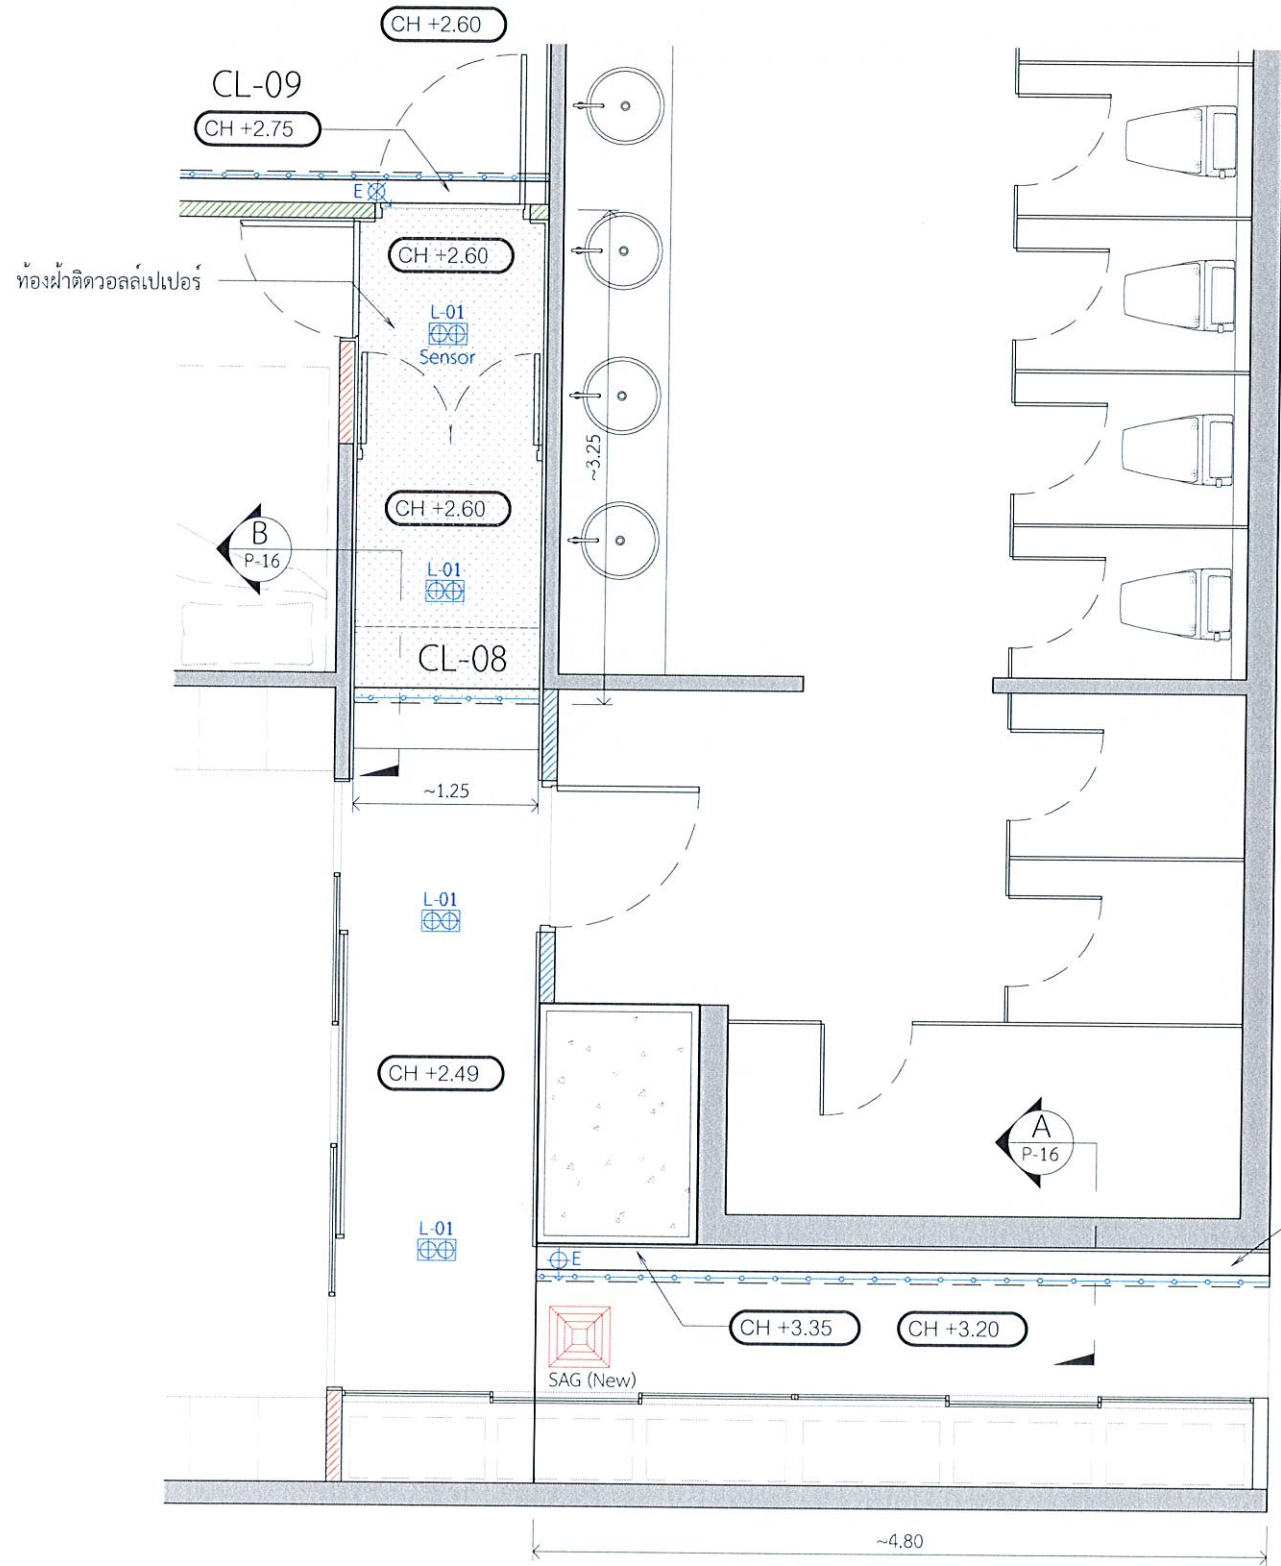 CH +2.60
CL-09
CH +2.75
E
CH +2.60
ท้องฝ้าติดวอลล์เปเปอร์
L-01
Sensor
~3.25
CH +2.60
B
P-16
L-01
CL-08
~1.25
L-01
CH +2.49
A
P-16
L-01
E
CH +3.35
CH +3.20
SAG (New)
~4.80